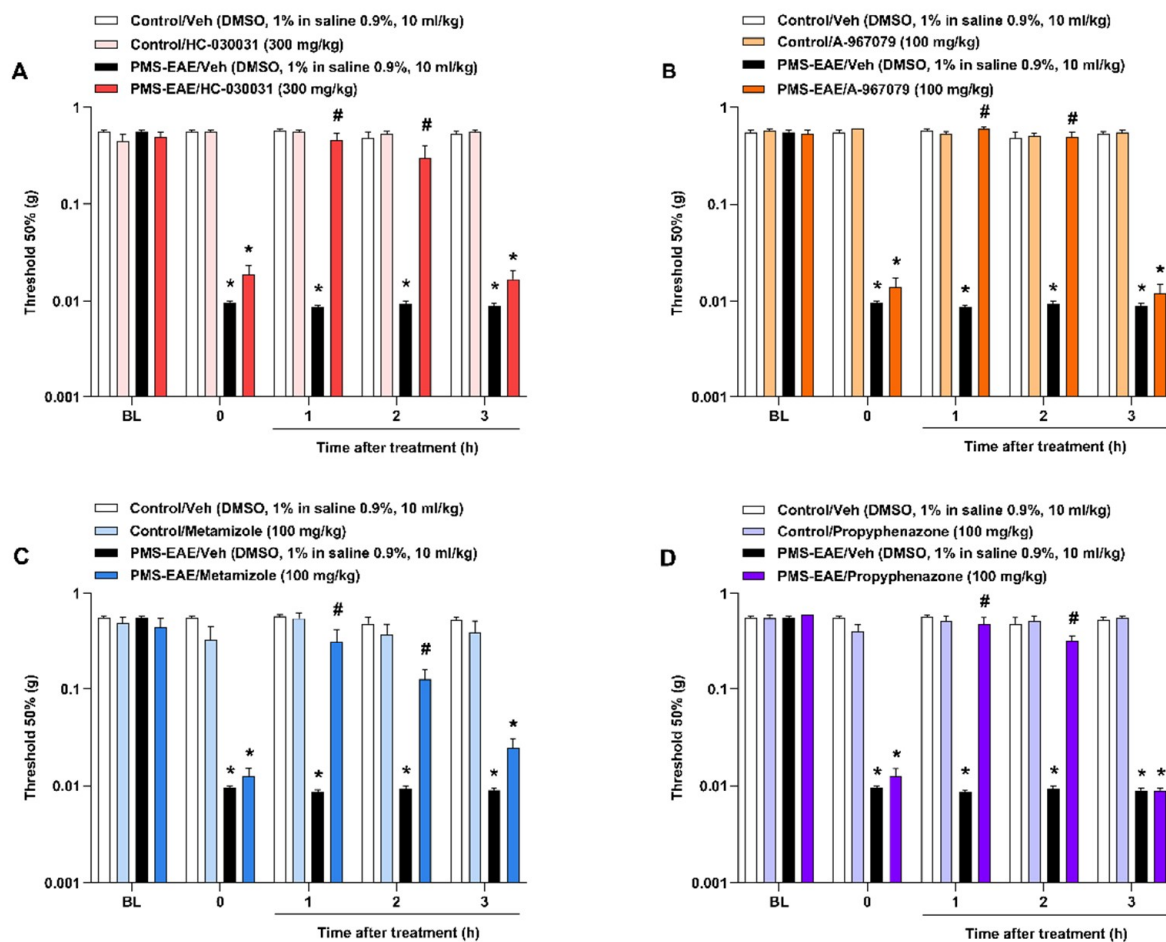 A
Control/Veh (DMSO, 1% in saline 0.9%, 10 ml/kg)
Control/HC-030031 (300 mg/kg)
PMS-EAE/Veh (DMSO, 1% in saline 0.9%, 10 ml/kg)
PMS-EAE/HC-030031 (300 mg/kg)
Threshold 50% (g)
1
0.1
0.01
0.001
* * * # * # * *
BL 0 1 2 3
Time after treatment (h)
B
Control/Veh (DMSO, 1% in saline 0.9%, 10 ml/kg)
Control/A-967079 (100 mg/kg)
PMS-EAE/Veh (DMSO, 1% in saline 0.9%, 10 ml/kg)
PMS-EAE/A-967079 (100 mg/kg)
Threshold 50% (g)
1
0.1
0.01
0.001
* * * # * # * *
BL 0 1 2 3
Time after treatment (h)
C
Control/Veh (DMSO, 1% in saline 0.9%, 10 ml/kg)
Control/Metamizole (100 mg/kg)
PMS-EAE/Veh (DMSO, 1% in saline 0.9%, 10 ml/kg)
PMS-EAE/Metamizole (100 mg/kg)
Threshold 50% (g)
1
0.1
0.01
0.001
* * * # * # * *
BL 0 1 2 3
Time after treatment (h)
D
Control/Veh (DMSO, 1% in saline 0.9%, 10 ml/kg)
Control/Propyphenazone (100 mg/kg)
PMS-EAE/Veh (DMSO, 1% in saline 0.9%, 10 ml/kg)
PMS-EAE/Propyphenazone (100 mg/kg)
Threshold 50% (g)
1
0.1
0.01
0.001
* * * # * # * *
BL 0 1 2 3
Time after treatment (h)